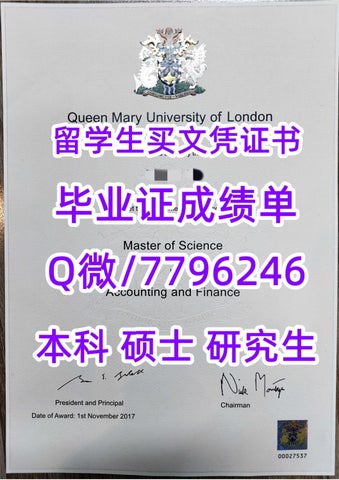 Queen Mary University of London
留学生买文凭证书
毕业证成绩单
Master of Science
Q微/7796246
Accounting and Finance
本科 硕士 研究生
President and Principal
Chairman
Date of Award: 1st November 2017
00027537